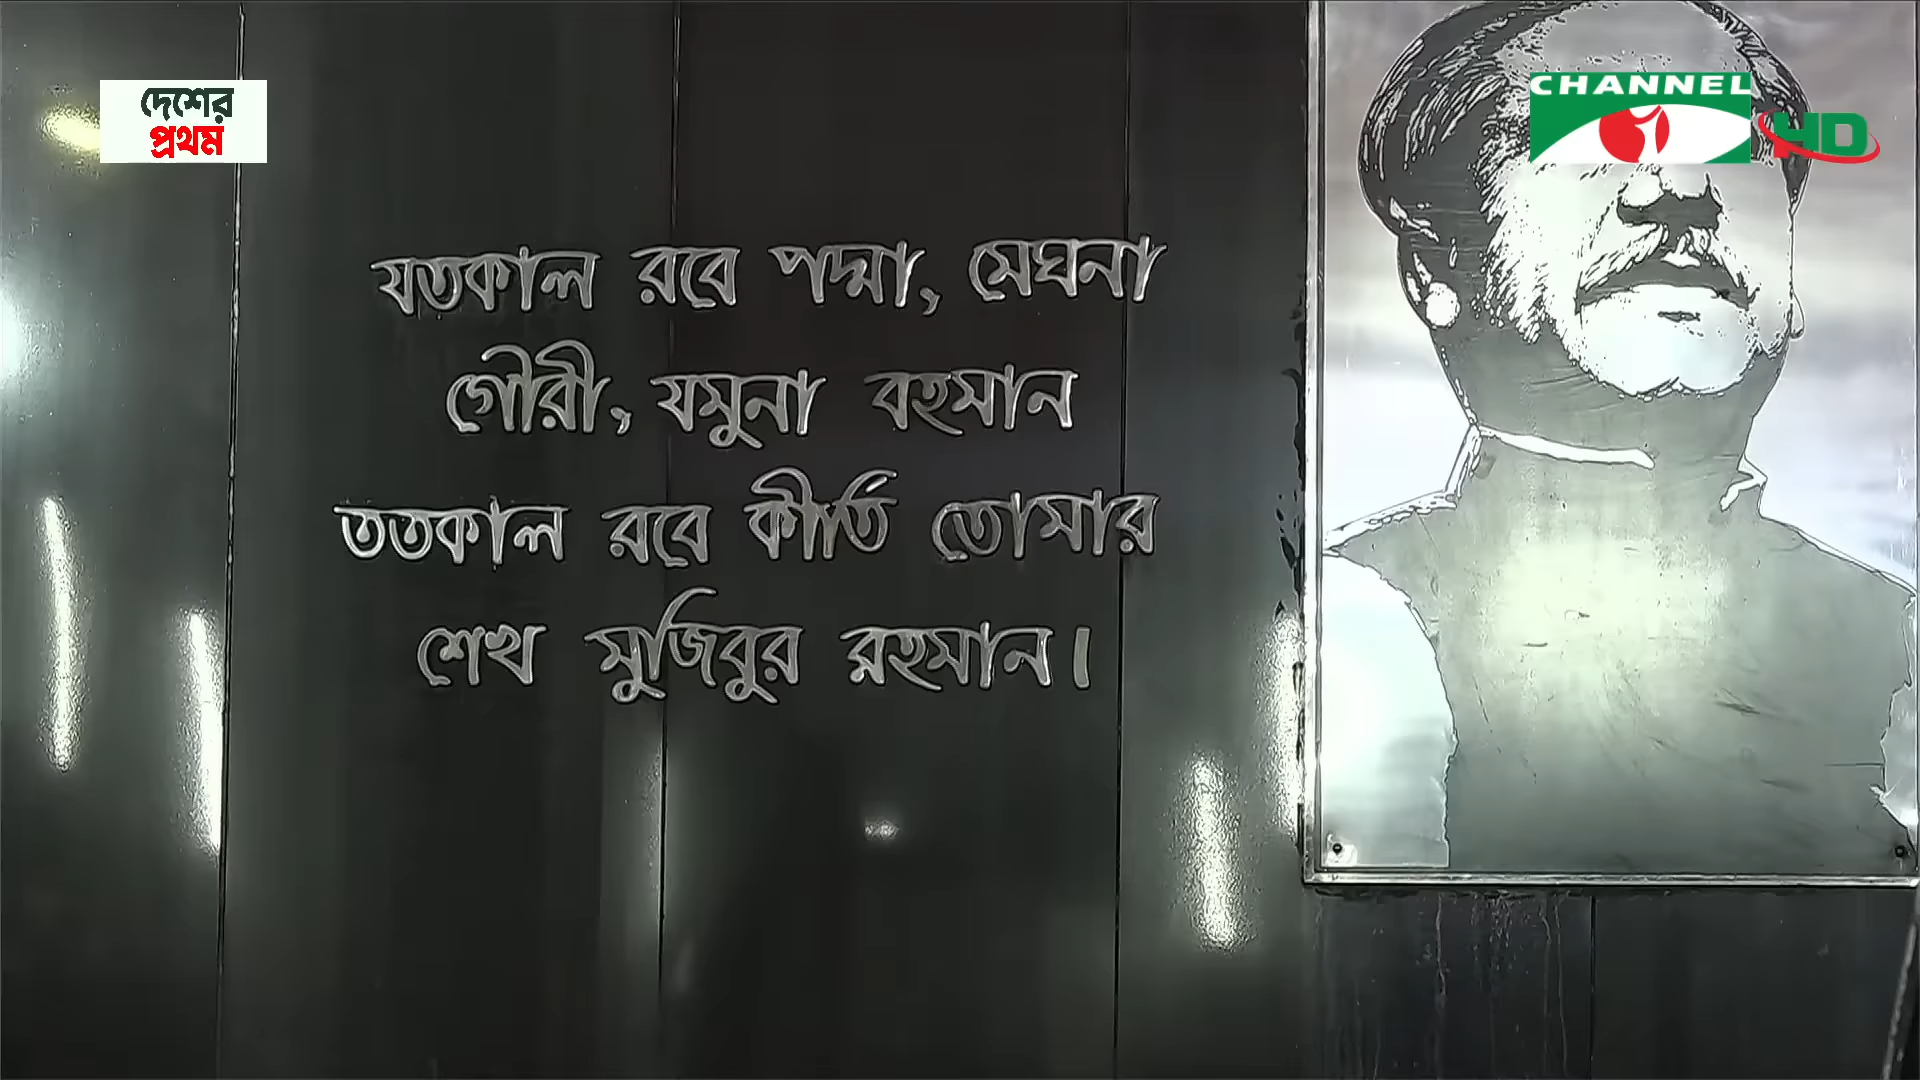 দেশের
প্রথম
CHANNEL
HD
যতকাল রবে পদ্মা, মেঘনা
গৌরী, যমুনা বহমান
ততকাল রবে কীর্তি তোমার
শেখ মুজিবুর রহমান।